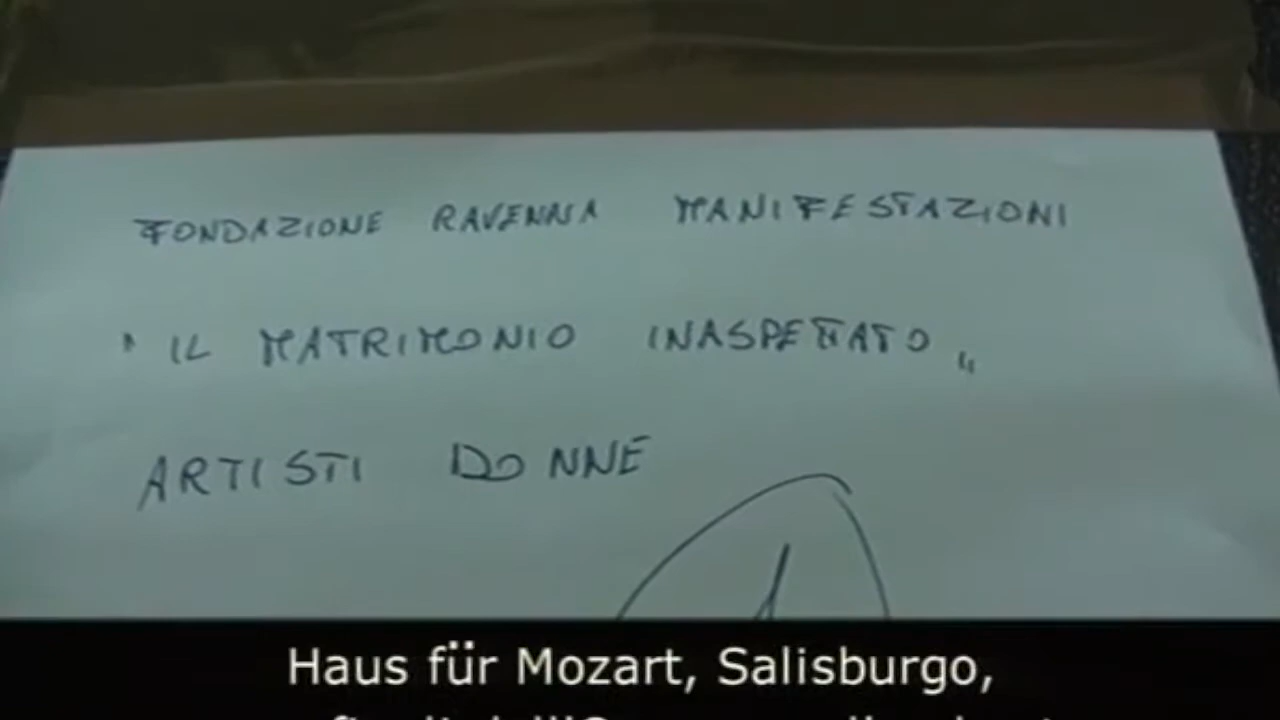 FONDAZIONE RAVENNA MANIFESTAZIONI
" IL MATRIMONIO INASPETTATO „
ARTISTI DONNE
Haus für Mozart, Salisburgo,